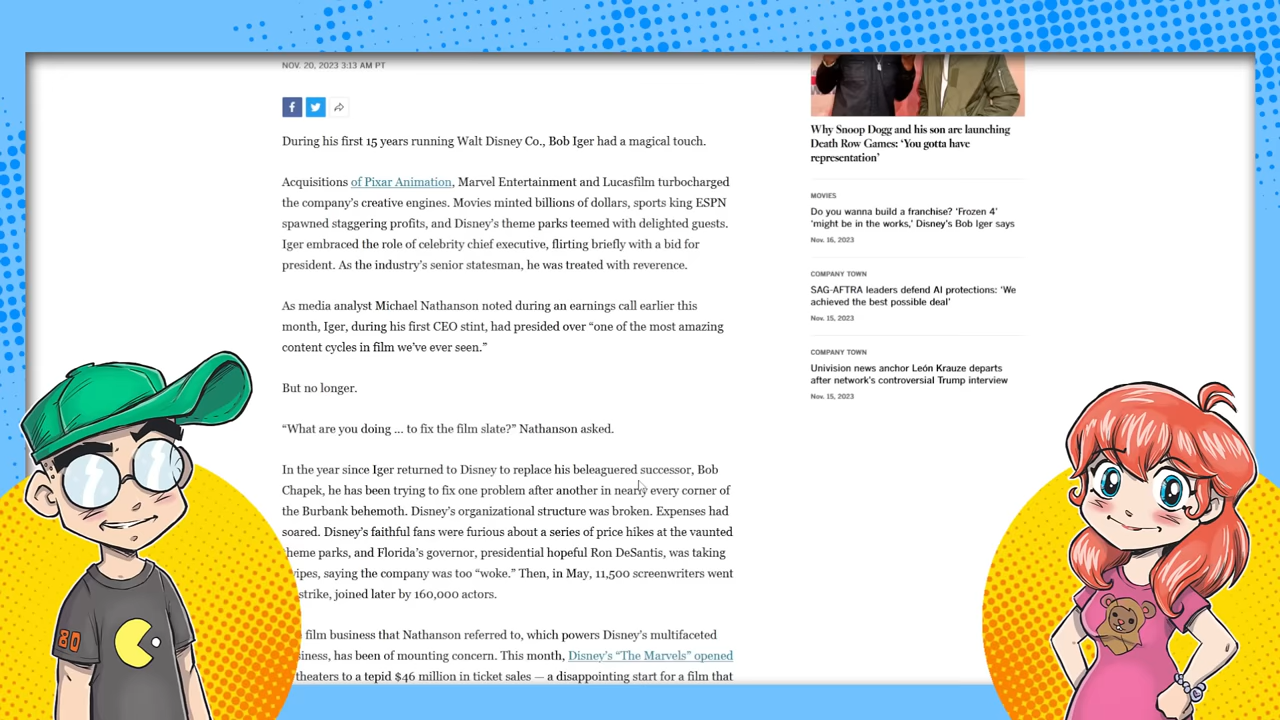 NOV. 20, 2023 3:13 AM PT
During his first 15 years running Walt Disney Co., Bob Iger had a magical touch.
Acquisitions of Pixar Animation, Marvel Entertainment and Lucasfilm turbocharged
the company's creative engines. Movies minted billions of dollars, sports king ESPN
spawned staggering profits, and Disney's theme parks teemed with delighted guests.
Iger embraced the role of celebrity chief executive, flirting briefly with a bid for
president. As the industry's senior statesman, he was treated with reverence.
As media analyst Michael Nathanson noted during an earnings call earlier this
month, Iger, during his first CEO stint, had presided over “one of the most amazing
content cycles in film we've ever seen.”
But no longer.
“What are you doing ... to fix the film slate?” Nathanson asked.
In the year since Iger returned to Disney to replace his beleaguered successor, Bob
Chapek, he has been trying to fix one problem after another in nearly every corner of
the Burbank behemoth. Disney's organizational structure was broken. Expenses had
soared. Disney's faithful fans were furious about a series of price hikes at the vaunted
heme parks, and Florida's governor, presidential hopeful Ron DeSantis, was taking
wipes, saying the company was too “woke.” Then, in May, 11,500 screenwriters went
strike, joined later by 160,000 actors.
film business that Nathanson referred to, which powers Disney's multifaceted
siness, has been of mounting concern. This month, Disney's “The Marvels” opened
theaters to a tepid $46 million in ticket sales — a disappointing start for a film that
Why Snoop Dogg and his son are launching
Death Row Games: ‘You gotta have
representation’
MOVIES
Do you wanna build a franchise? ‘Frozen 4’
‘might be in the works,’ Disney's Bob Iger says
Nov. 16, 2023
COMPANY TOWN
SAG-AFTRA leaders defend AI protections: ‘We
achieved the best possible deal’
Nov. 15, 2023
COMPANY TOWN
Univision news anchor León Krauze departs
after network's controversial Trump interview
Nov. 15, 2023
80